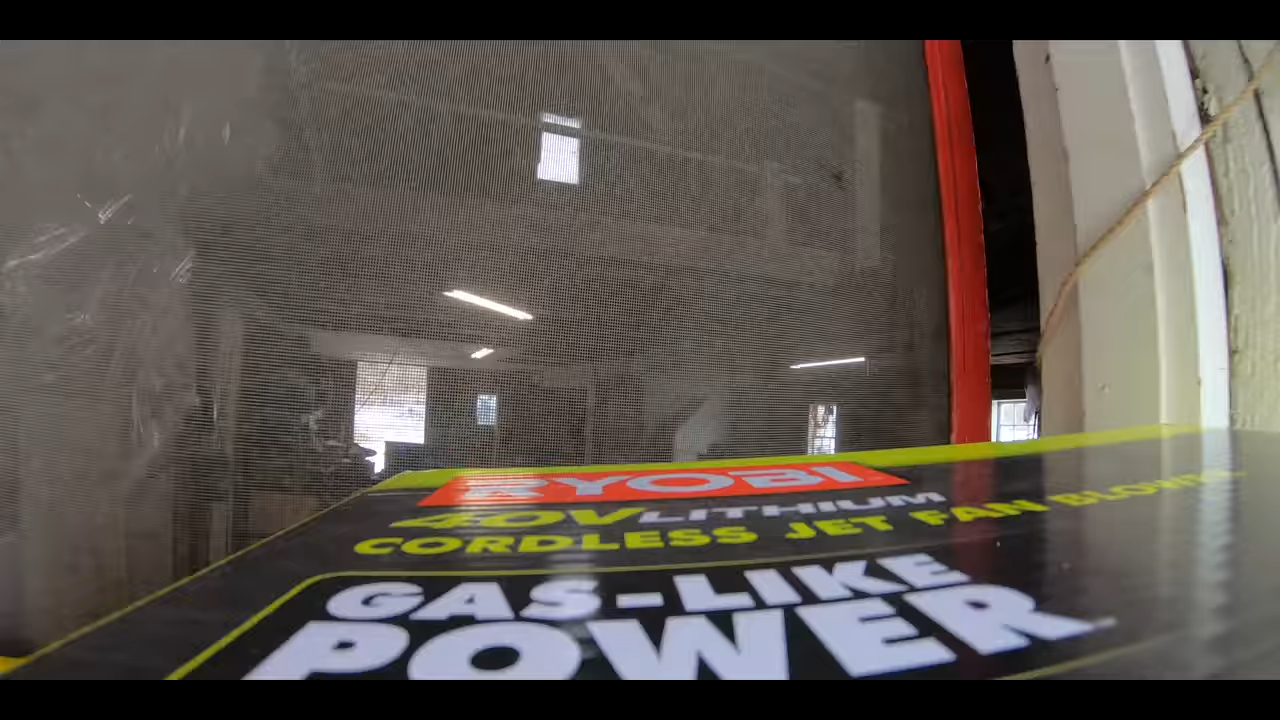 RYOBI
40V LITHIUM
CORDLESS JET FAN BLOWER
GAS-LIKE
POWER